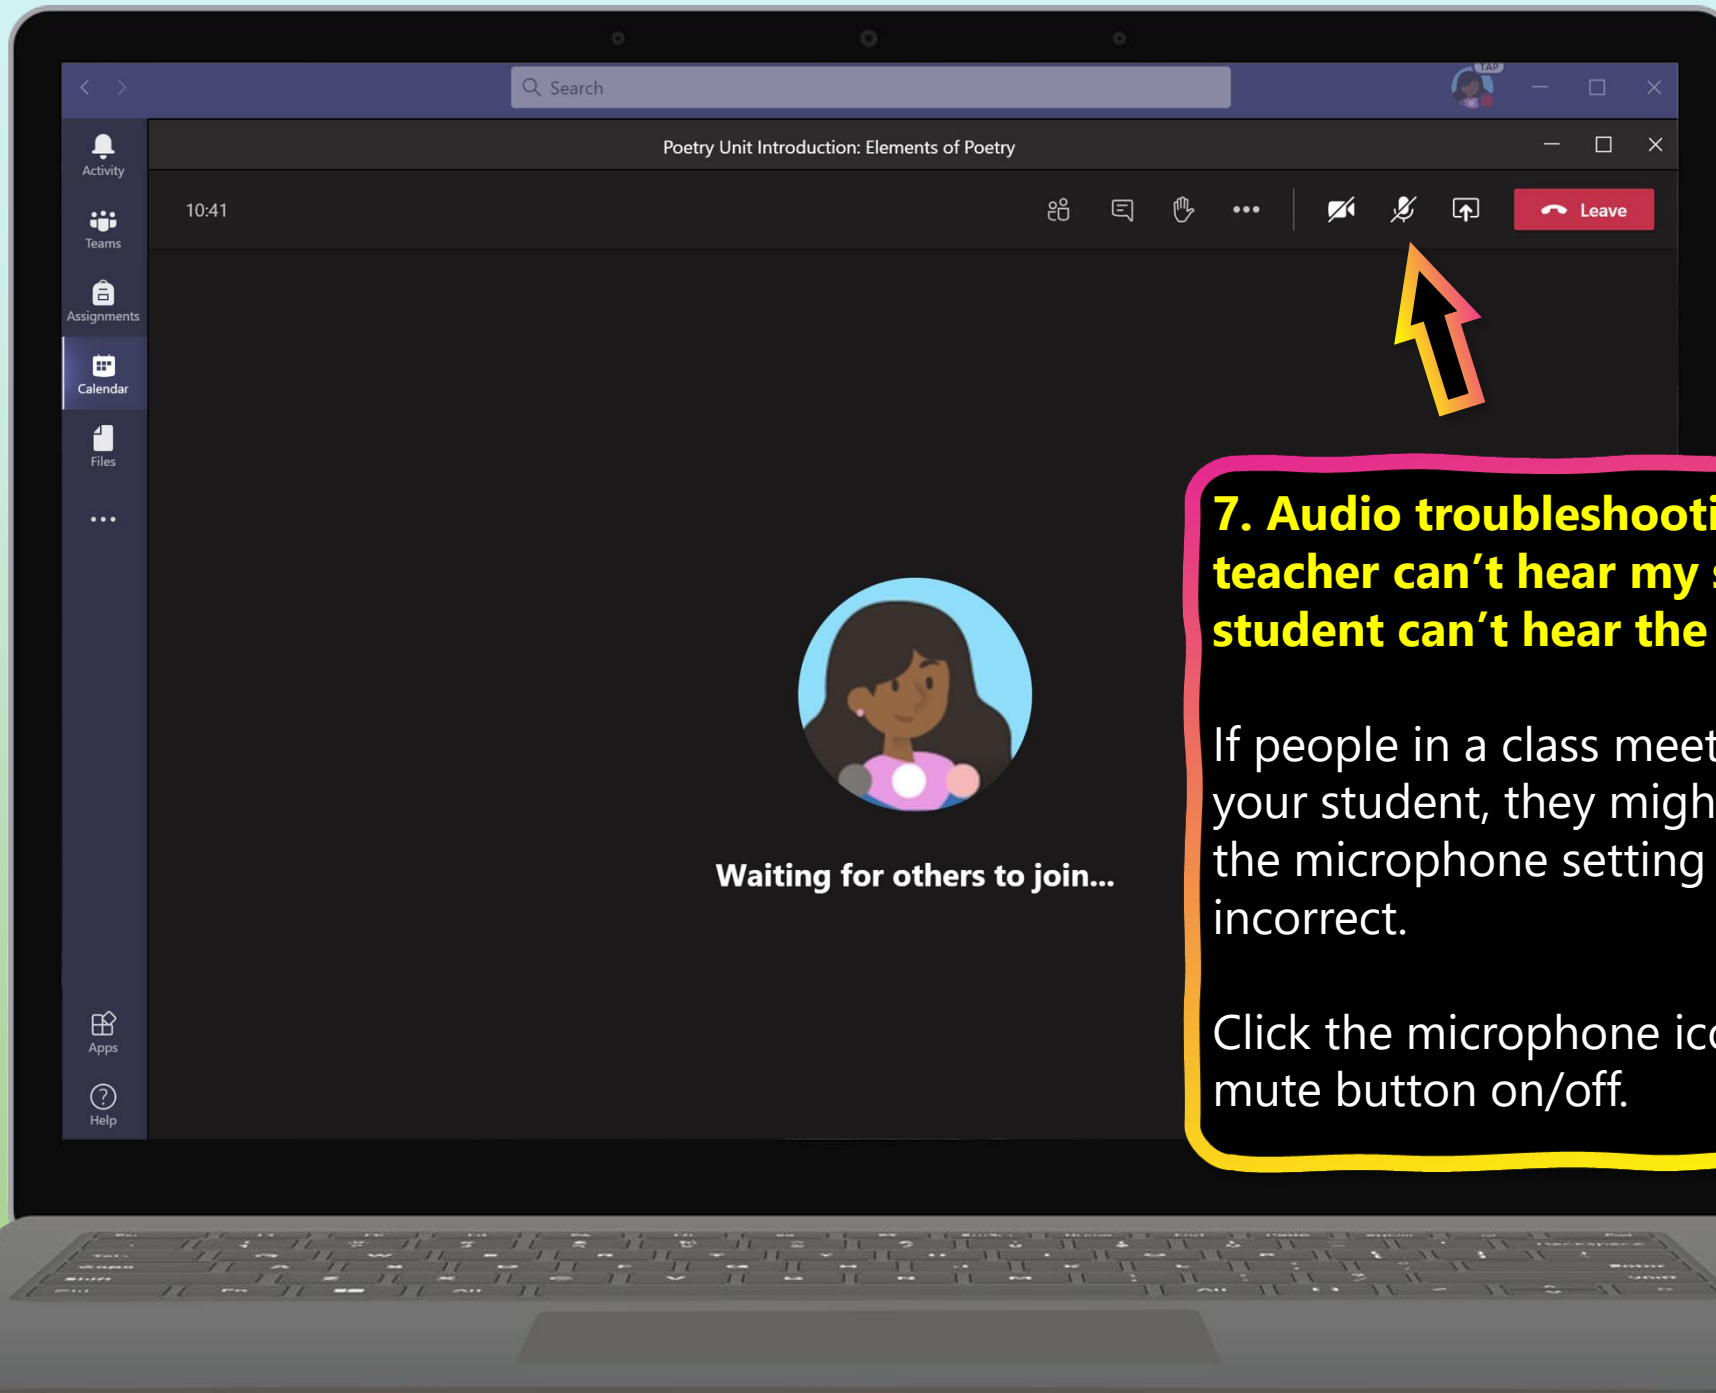 Search
TAP
Activity
Poetry Unit Introduction: Elements of Poetry
10:41
Leave
Teams
Assignments
Calendar
Files
7. Audio troubleshooti
teacher can't hear my s
student can't hear the
If people in a class meet
your student, they migh
the microphone setting
incorrect.
Click the microphone ico
mute button on/off.
Waiting for others to join...
Apps
Help